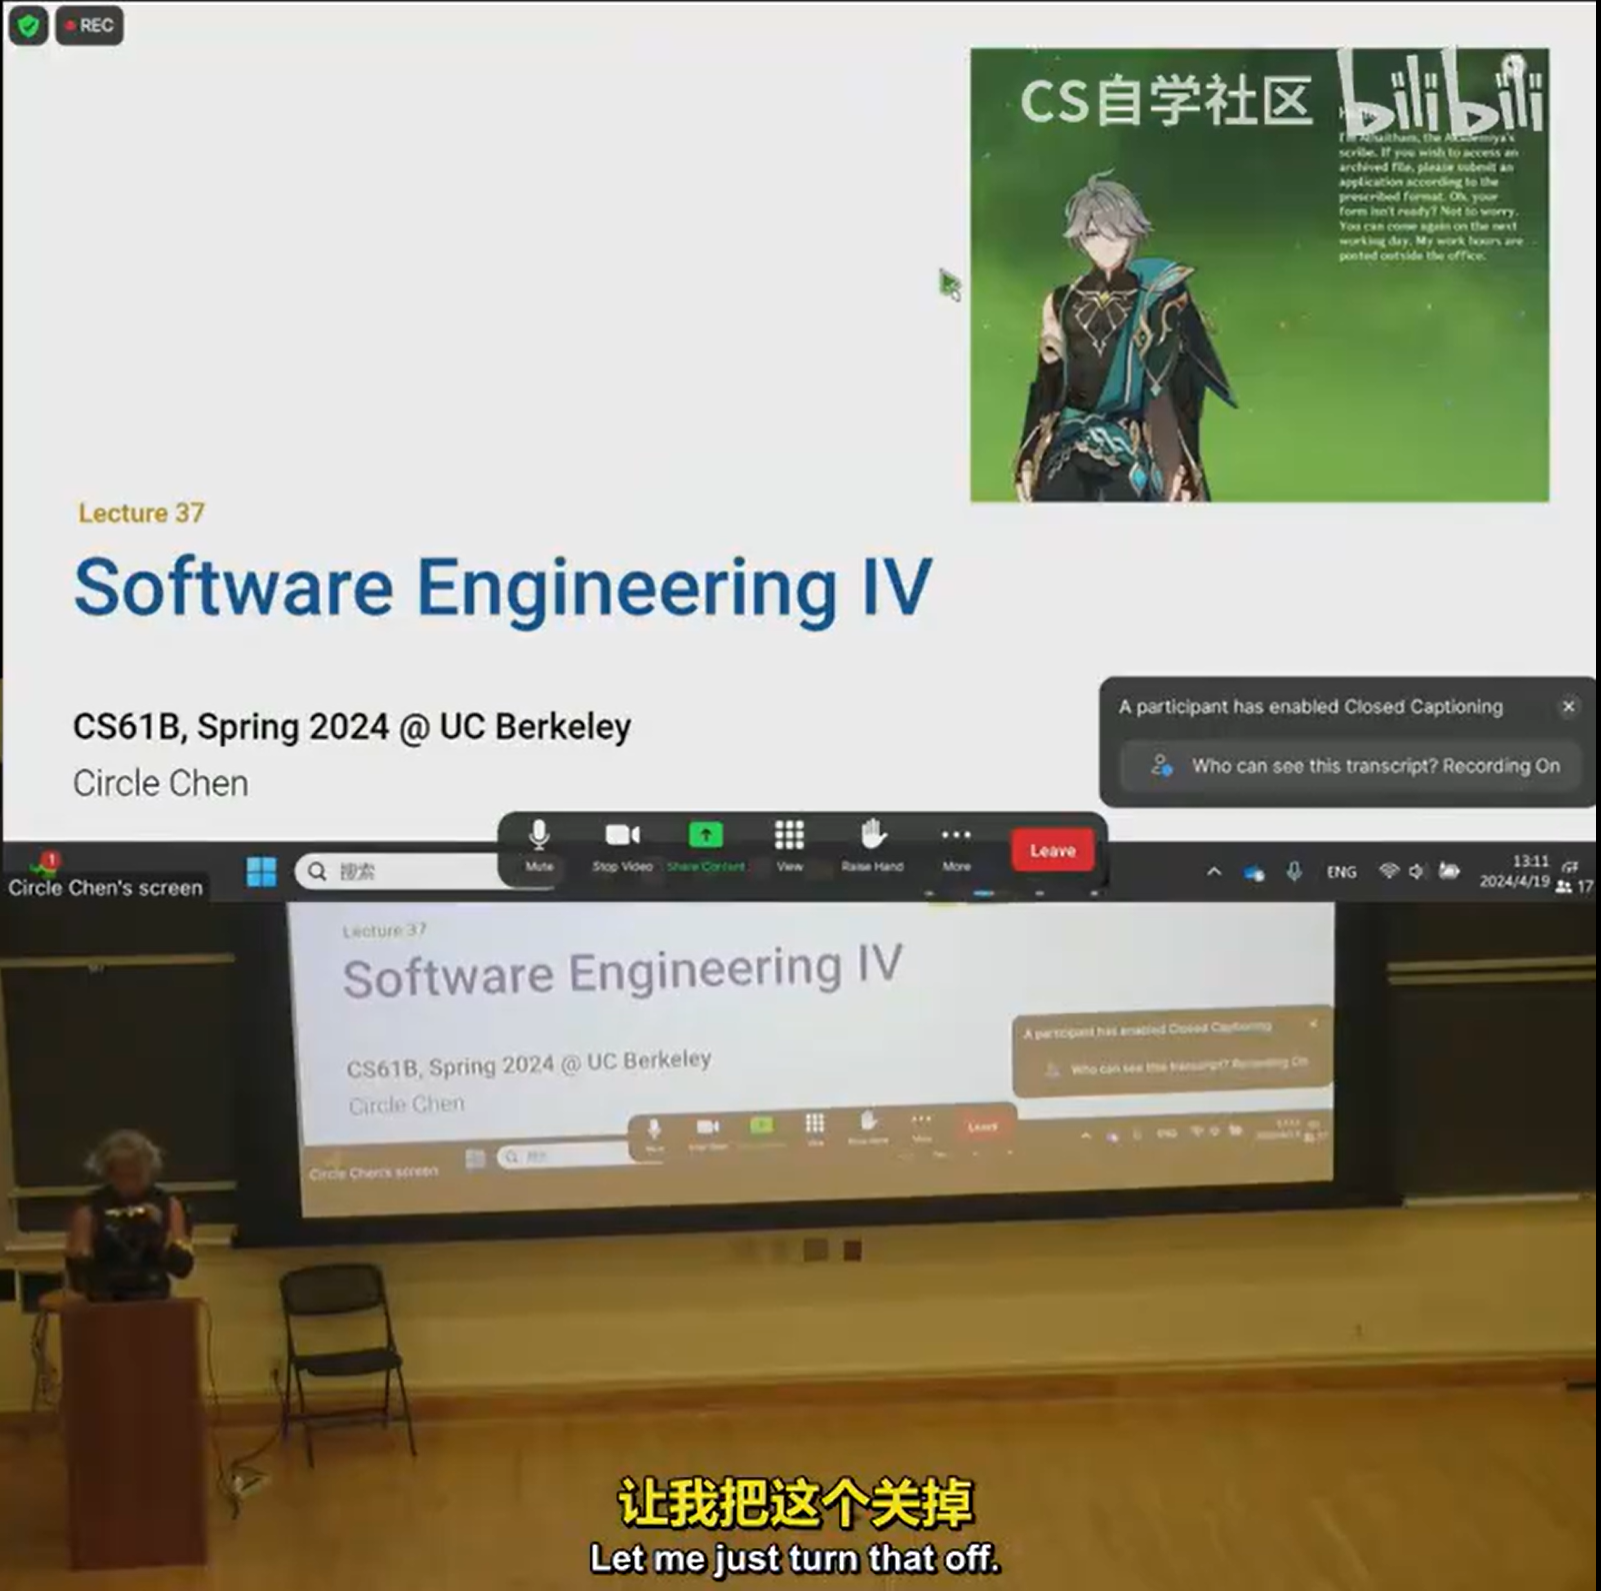 REC
CS自学社区 bilibili
I'm Alhaitham, the Akademiya's
scribe. If you wish to access an
archived file, please submit an
application according to the
prescribed format. Oh, your
form isn't ready? Not to worry.
You can come again on the next
working day. My work hours are
posted outside the office.
Lecture 37
Software Engineering IV
CS61B, Spring 2024 @ UC Berkeley
Circle Chen
A participant has enabled Closed Captioning
Who can see this transcript? Recording On
Mute Stop Video Share Content View Raise Hand More Leave
1
Circle Chen's screen
搜索
ENG
13:11
2024/4/19
17
Lecture 37
Software Engineering IV
CS61B, Spring 2024 @ UC Berkeley
Circle Chen
A participant has enabled Closed Captioning
Who can see this transcript? Recording On
Leave
Circle Chen's screen
ENG
让我把这个关掉
Let me just turn that off.